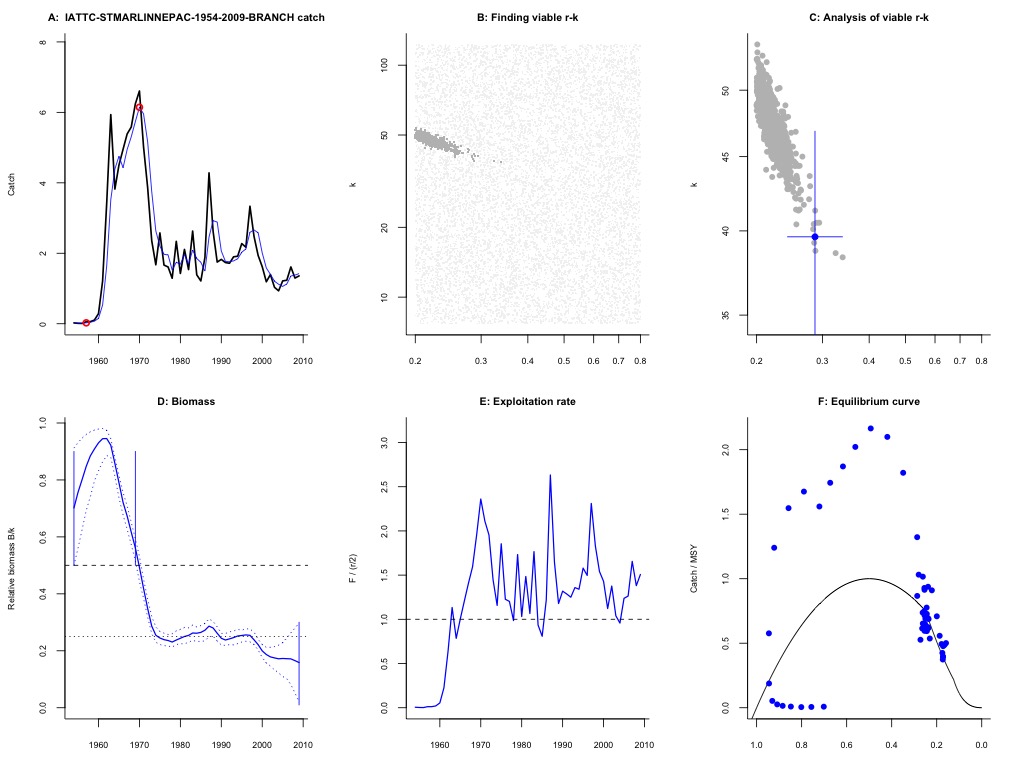 A: IATTC-STMARLINNEPAC-1954-2009-BRANCH catch
Catch
0 2 4 6 8
1960 1970 1980 1990 2000 2010
B: Finding viable r-k
k
10 20 50 100
0.2 0.3 0.4 0.5 0.6 0.7 0.8
C: Analysis of viable r-k
k
35 40 45 50
0.2 0.3 0.4 0.5 0.6 0.7 0.8
D: Biomass
Relative biomass B/k
0.0 0.2 0.4 0.6 0.8 1.0
1960 1970 1980 1990 2000 2010
E: Exploitation rate
F / (r/2)
0.0 0.5 1.0 1.5 2.0 2.5 3.0
1960 1970 1980 1990 2000 2010
F: Equilibrium curve
Catch / MSY
0.0 0.5 1.0 1.5 2.0
1.0 0.8 0.6 0.4 0.2 0.0